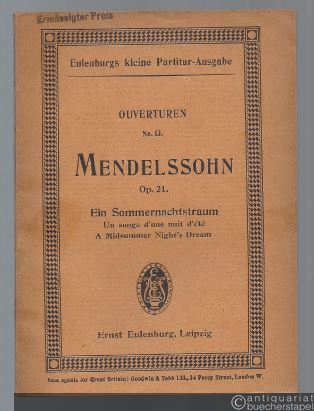 Ermässigter Preis
Eulenburgs kleine Partitur-Ausgabe
OUVERTUREN
No. 13.
MENDELSSOHN
Op. 21.
Ein Sommernachtstraum
Un songe d'une nuit d'été
A Midsummer Night's Dream
Ernst Eulenburg, Leipzig
Sole agents for Great Britain: Goodwin & Tabb Ltd., 34 Percy Street, London W.
antiquariat
buecherstapel